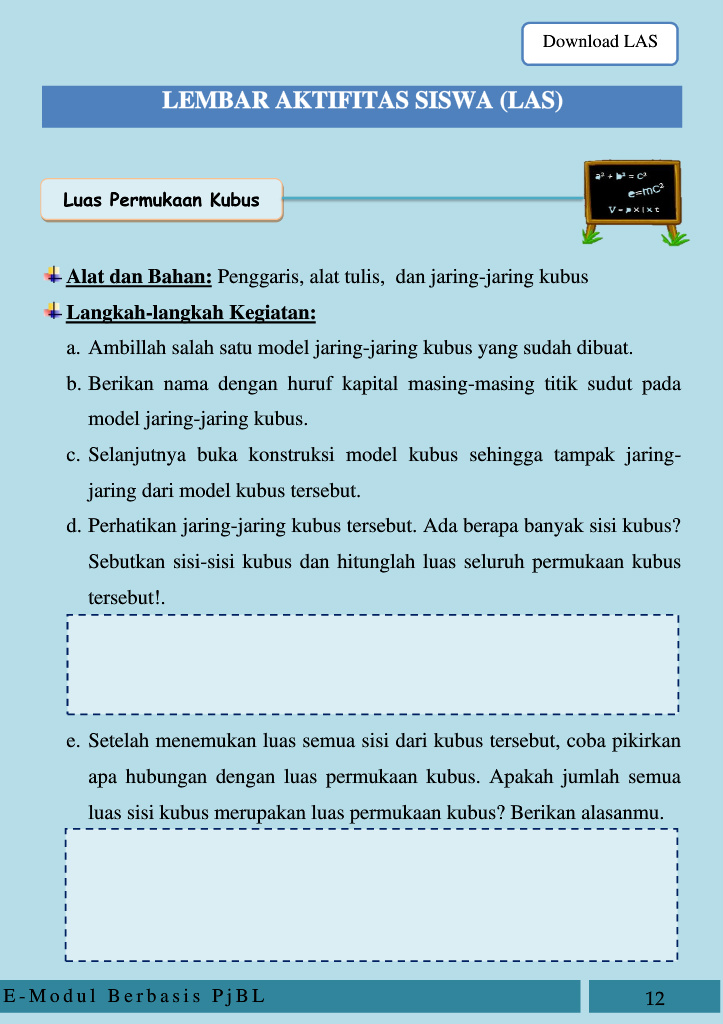 Download LAS
LEMBAR AKTIFITAS SISWA (LAS)
a² + b² = c²
e=mc²
Luas Permukaan Kubus
V = p x l x t
Alat dan Bahan: Penggaris, alat tulis, dan jaring-jaring kubus
Langkah-langkah Kegiatan:
a. Ambillah salah satu model jaring-jaring kubus yang sudah dibuat.
b. Berikan nama dengan huruf kapital masing-masing titik sudut pada
model jaring-jaring kubus.
c. Selanjutnya buka konstruksi model kubus sehingga tampak jaring-
jaring dari model kubus tersebut.
d. Perhatikan jaring-jaring kubus tersebut. Ada berapa banyak sisi kubus?
Sebutkan sisi-sisi kubus dan hitunglah luas seluruh permukaan kubus
tersebut!.
e. Setelah menemukan luas semua sisi dari kubus tersebut, coba pikirkan
apa hubungan dengan luas permukaan kubus. Apakah jumlah semua
luas sisi kubus merupakan luas permukaan kubus? Berikan alasanmu.
E-Modul Berbasis PjBL
12